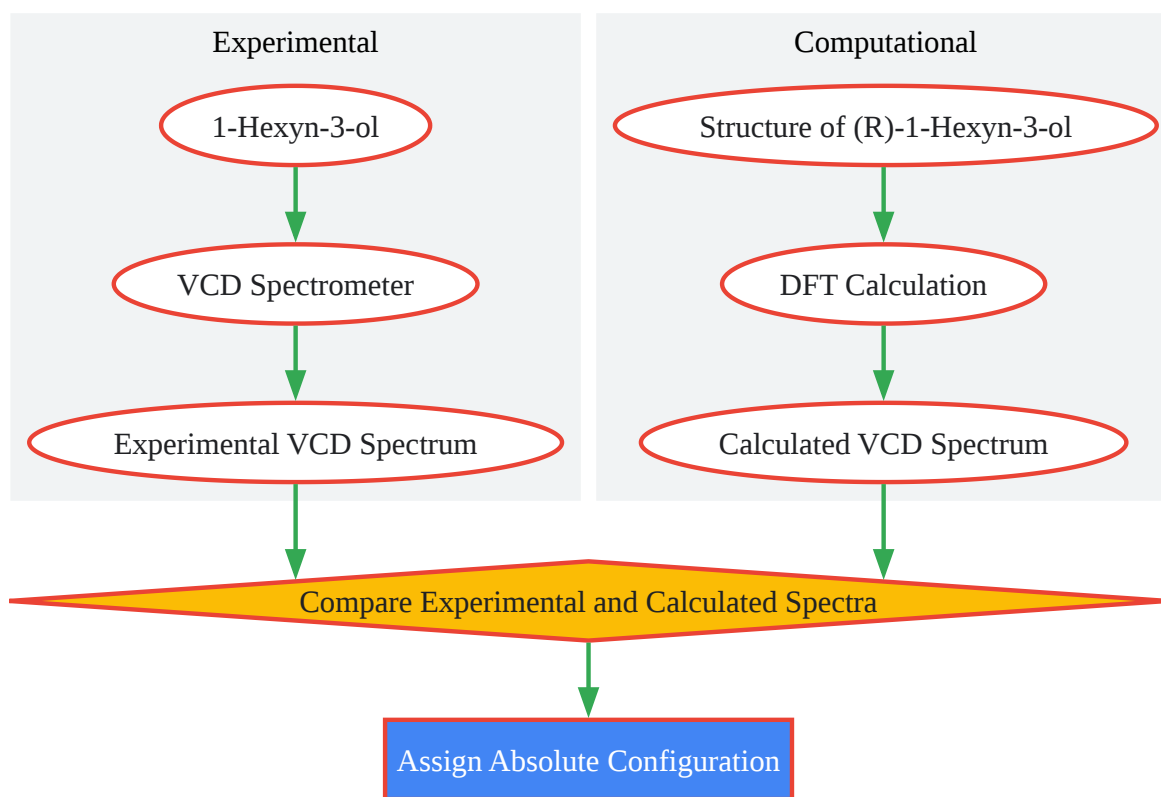 Experimental
Computational
1-Hexyn-3-ol
Structure of (R)-1-Hexyn-3-ol
VCD Spectrometer
DFT Calculation
Experimental VCD Spectrum
Calculated VCD Spectrum
Compare Experimental and Calculated Spectra
Assign Absolute Configuration